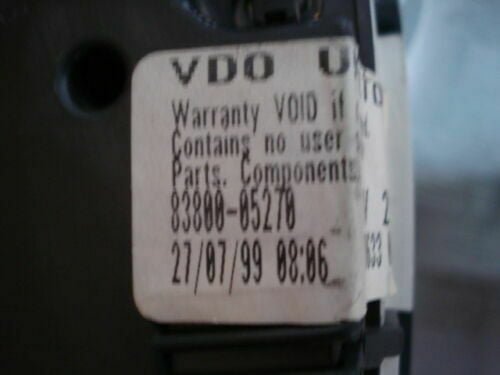 VDO
Warranty VOID if
Contains no user
Parts. Components
83800-05270
27/07/99 08:06